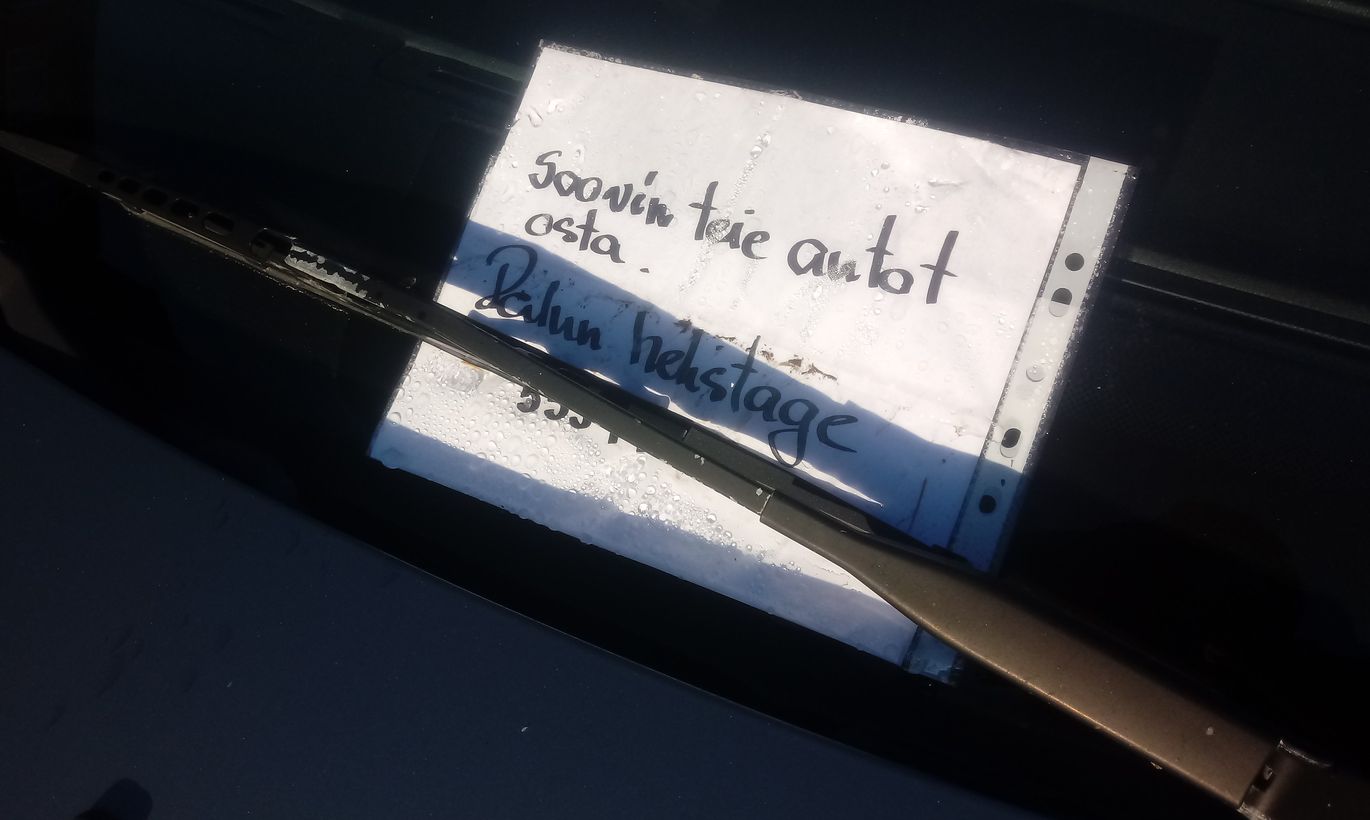 Soovin teie autot
osta.
Palun helistage